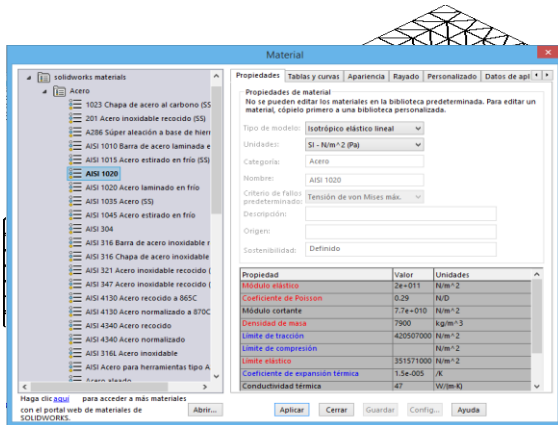 Material
solidworks materials
Acero
1023 Chapa de acero al carbono (SS
201 Acero inoxidable recocido (SS)
A286 Súper aleación a base de hierr
AISI 1010 Barra de acero laminada e
AISI 1015 Acero estirado en frío (SS)
AISI 1020
AISI 1020 Acero laminado en frío
AISI 1035 Acero (SS)
AISI 1045 Acero estirado en frío
AISI 304
AISI 316 Barra de acero inoxidable r
AISI 316 Chapa de acero inoxidable
AISI 321 Acero inoxidable recocido (
AISI 347 Acero inoxidable recocido (
AISI 4130 Acero recocido a 865C
AISI 4130 Acero normalizado a 870C
AISI 4340 Acero recocido
AISI 4340 Acero normalizado
AISI 316L Acero inoxidable
AISI Acero para herramientas tipo A
Acero aleado
Haga clic aquí para acceder a más materiales
con el portal web de materiales de
SOLIDWORKS.
Abrir...
Propiedades Tablas y curvas Apariencia Rayado Personalizado Datos de apl
Propiedades de material
No se pueden editar los materiales en la biblioteca predeterminada. Para editar un
material, cópielo primero a una biblioteca personalizada.
Tipo de modelo: Isotrópico elástico lineal
Unidades: SI - N/m^2 (Pa)
Categoría: Acero
Nombre: AISI 1020
Criterio de fallos
predeterminado: Tensión de von Mises máx.
Descripción:
Origen:
Sostenibilidad: Definido
Propiedad Valor Unidades
Módulo elástico 2e+011 N/m^2
Coeficiente de Poisson 0.29 N/D
Módulo cortante 7.7e+010 N/m^2
Densidad de masa 7900 kg/m^3
Límite de tracción 420507000 N/m^2
Límite de compresión N/m^2
Límite elástico 351571000 N/m^2
Coeficiente de expansión térmica 1.5e-005 /K
Conductividad térmica 47 W/(m·K)
Aplicar Cerrar Guardar Config... Ayuda